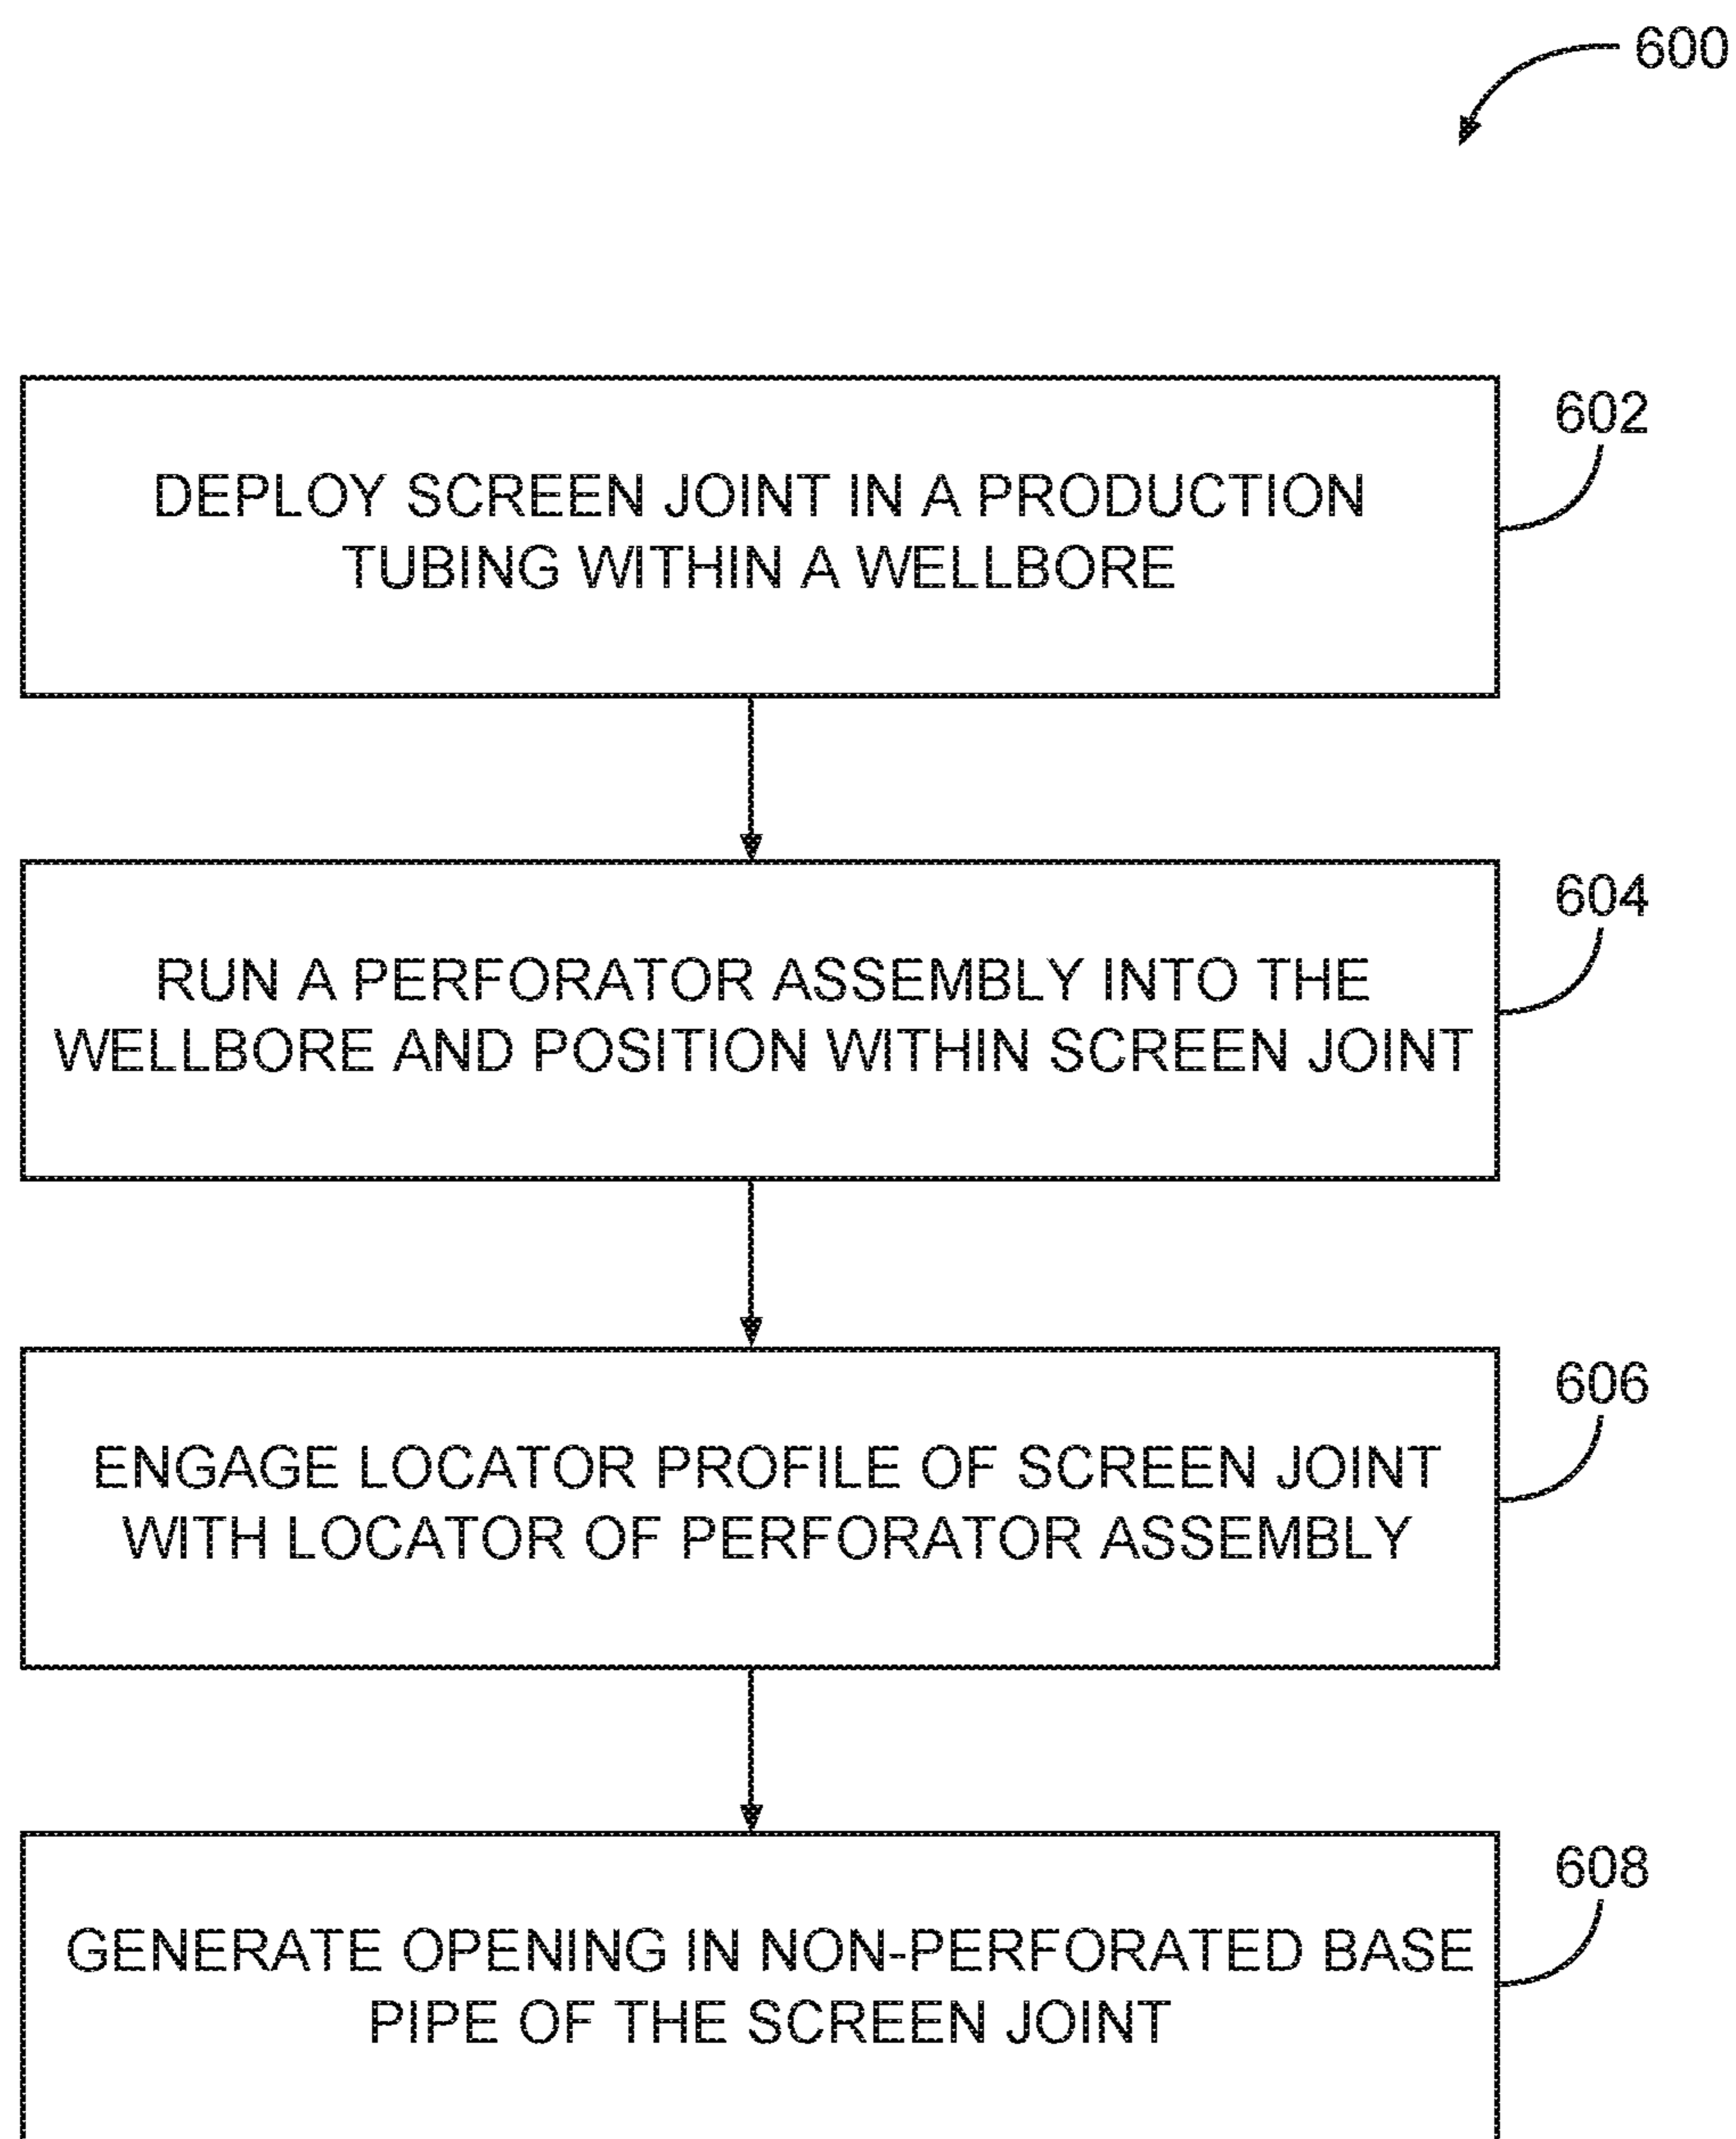 600
602
DEPLOY SCREEN JOINT IN A PRODUCTION
TUBING WITHIN A WELLBORE
604
RUN A PERFORATOR ASSEMBLY INTO THE
WELLBORE AND POSITION WITHIN SCREEN JOINT
606
ENGAGE LOCATOR PROFILE OF SCREEN JOINT
WITH LOCATOR OF PERFORATOR ASSEMBLY
608
GENERATE OPENING IN NON-PERFORATED BASE
PIPE OF THE SCREEN JOINT